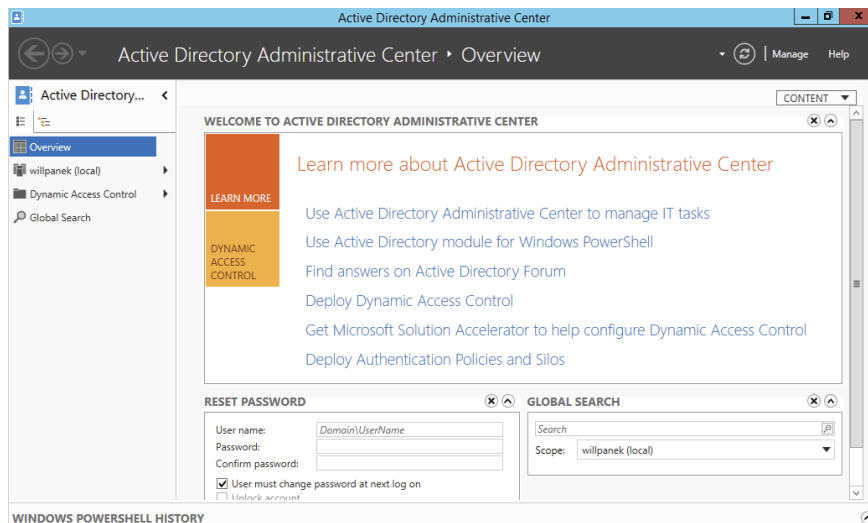 Active Directory Administrative Center
Active Directory Administrative Center ‣ Overview
Manage
Help
Active Directory...
CONTENT
Overview
willpanek (local)
Dynamic Access Control
Global Search
WELCOME TO ACTIVE DIRECTORY ADMINISTRATIVE CENTER
LEARN MORE
DYNAMIC
ACCESS
CONTROL
Learn more about Active Directory Administrative Center
Use Active Directory Administrative Center to manage IT tasks
Use Active Directory module for Windows PowerShell
Find answers on Active Directory Forum
Deploy Dynamic Access Control
Get Microsoft Solution Accelerator to help configure Dynamic Access Control
Deploy Authentication Policies and Silos
RESET PASSWORD
User name: Domain\UserName
Password:
Confirm password:
User must change password at next log on
Unlock account
GLOBAL SEARCH
Search
Scope: willpanek (local)
WINDOWS POWERSHELL HISTORY